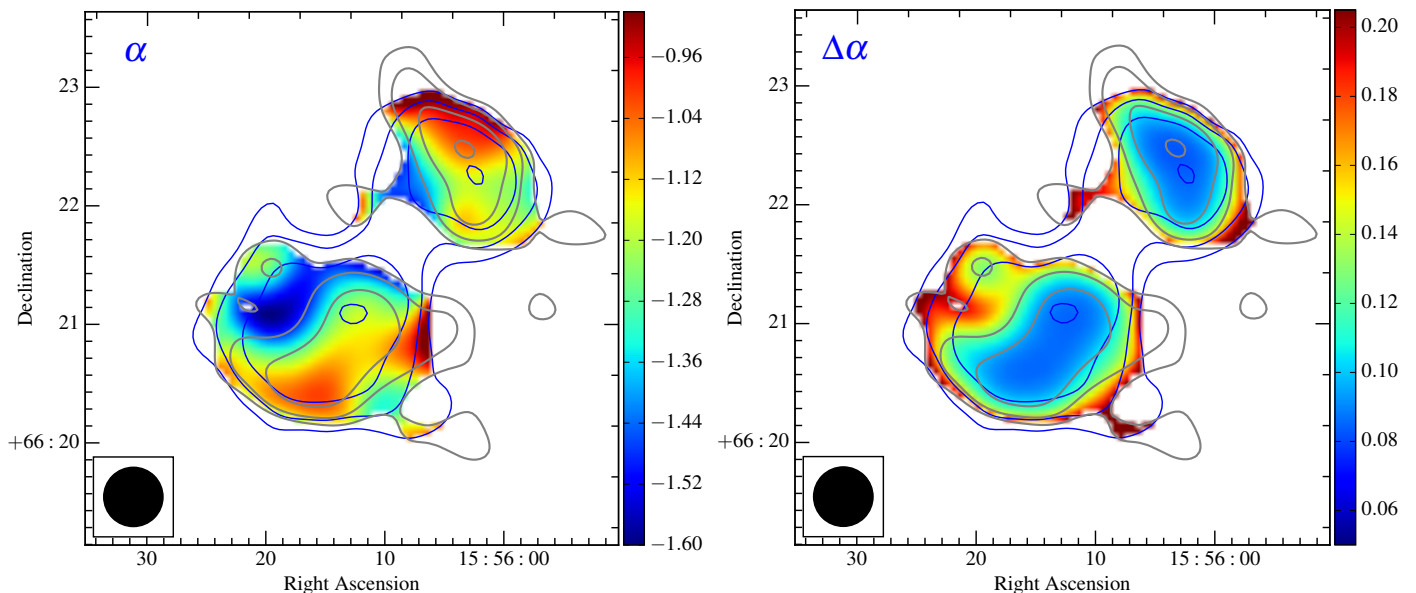 α
23
22
21
+66 : 20
Declination
30
20
10
15 : 56 : 00
Right Ascension
−0.96
−1.04
−1.12
−1.20
−1.28
−1.36
−1.44
−1.52
−1.60
Δα
23
22
21
+66 : 20
Declination
30
20
10
15 : 56 : 00
Right Ascension
0.20
0.18
0.16
0.14
0.12
0.10
0.08
0.06